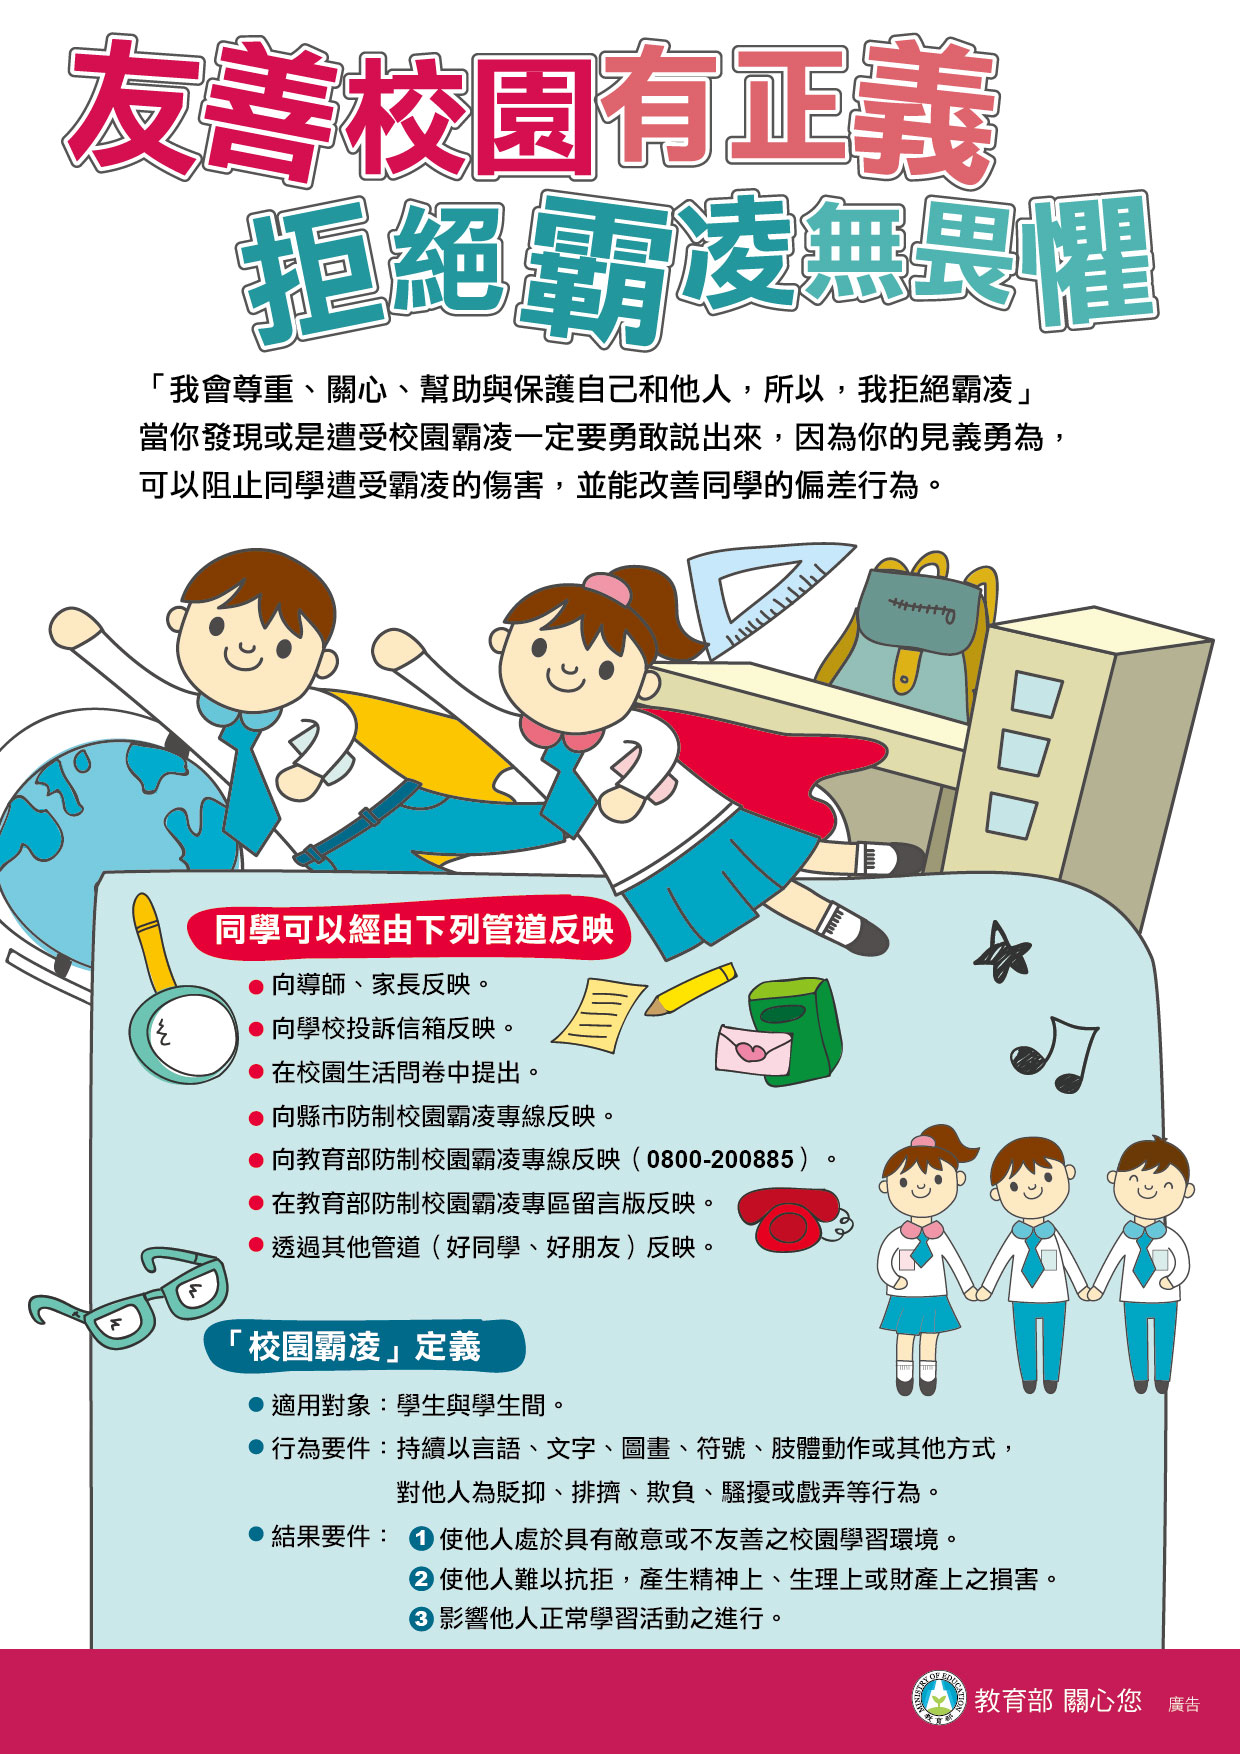 友善校園有正義
拒絕霸凌無畏懼
「我會尊重、關心、幫助與保護自己和他人，所以，我拒絕霸凌」
當你發現或是遭受校園霸凌一定要勇敢說出來，因為你的見義勇為，
可以阻止同學遭受霸凌的傷害，並能改善同學的偏差行為。
同學可以經由下列管道反映
● 向導師、家長反映。
● 向學校投訴信箱反映。
● 在校園生活問卷中提出。
● 向縣市防制校園霸凌專線反映。
● 向教育部防制校園霸凌專線反映（0800-200885）。
● 在教育部防制校園霸凌專區留言版反映。
● 透過其他管道（好同學、好朋友）反映。
「校園霸凌」定義
● 適用對象：學生與學生間。
● 行為要件：持續以言語、文字、圖畫、符號、肢體動作或其他方式，
對他人為貶抑、排擠、欺負、騷擾或戲弄等行為。
● 結果要件： ❶ 使他人處於具有敵意或不友善之校園學習環境。
❷ 使他人難以抗拒，產生精神上、生理上或財產上之損害。
❸ 影響他人正常學習活動之進行。
MINISTRY OF EDUCATION
教育部
教育部 關心您 廣告